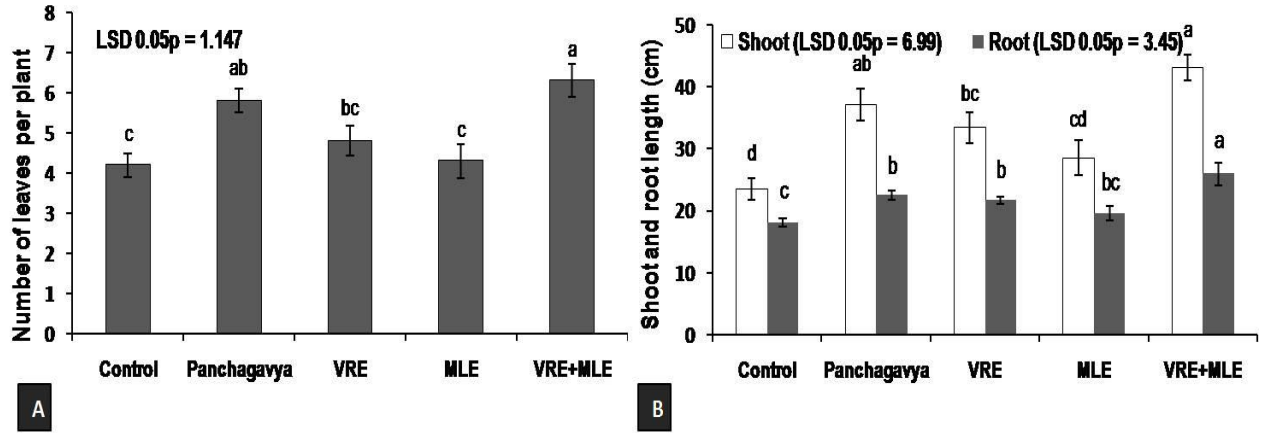 Number of leaves per plant
8
7
6
5
4
3
2
1
0
LSD 0.05p = 1.147
c
ab
bc
c
a
Control Panchagavya VRE MLE VRE+MLE
A
Shoot and root length (cm)
50
40
30
20
10
0
Shoot (LSD 0.05p = 6.99) Root (LSD 0.05p = 3.45)
d
c
ab
b
bc
b
cd
bc
a
a
Control Panchagavya VRE MLE VRE+MLE
B